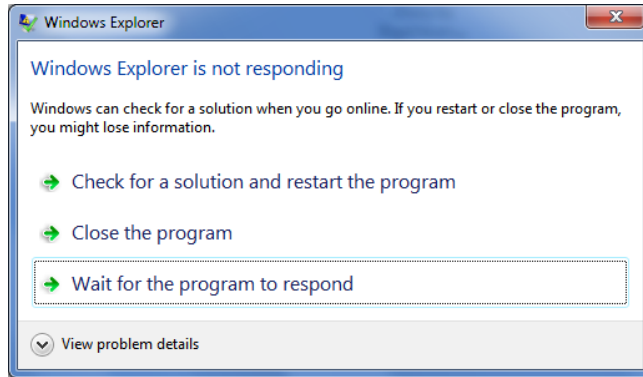 Windows Explorer
Windows Explorer is not responding
Windows can check for a solution when you go online. If you restart or close the program,
you might lose information.
Check for a solution and restart the program
Close the program
Wait for the program to respond
View problem details